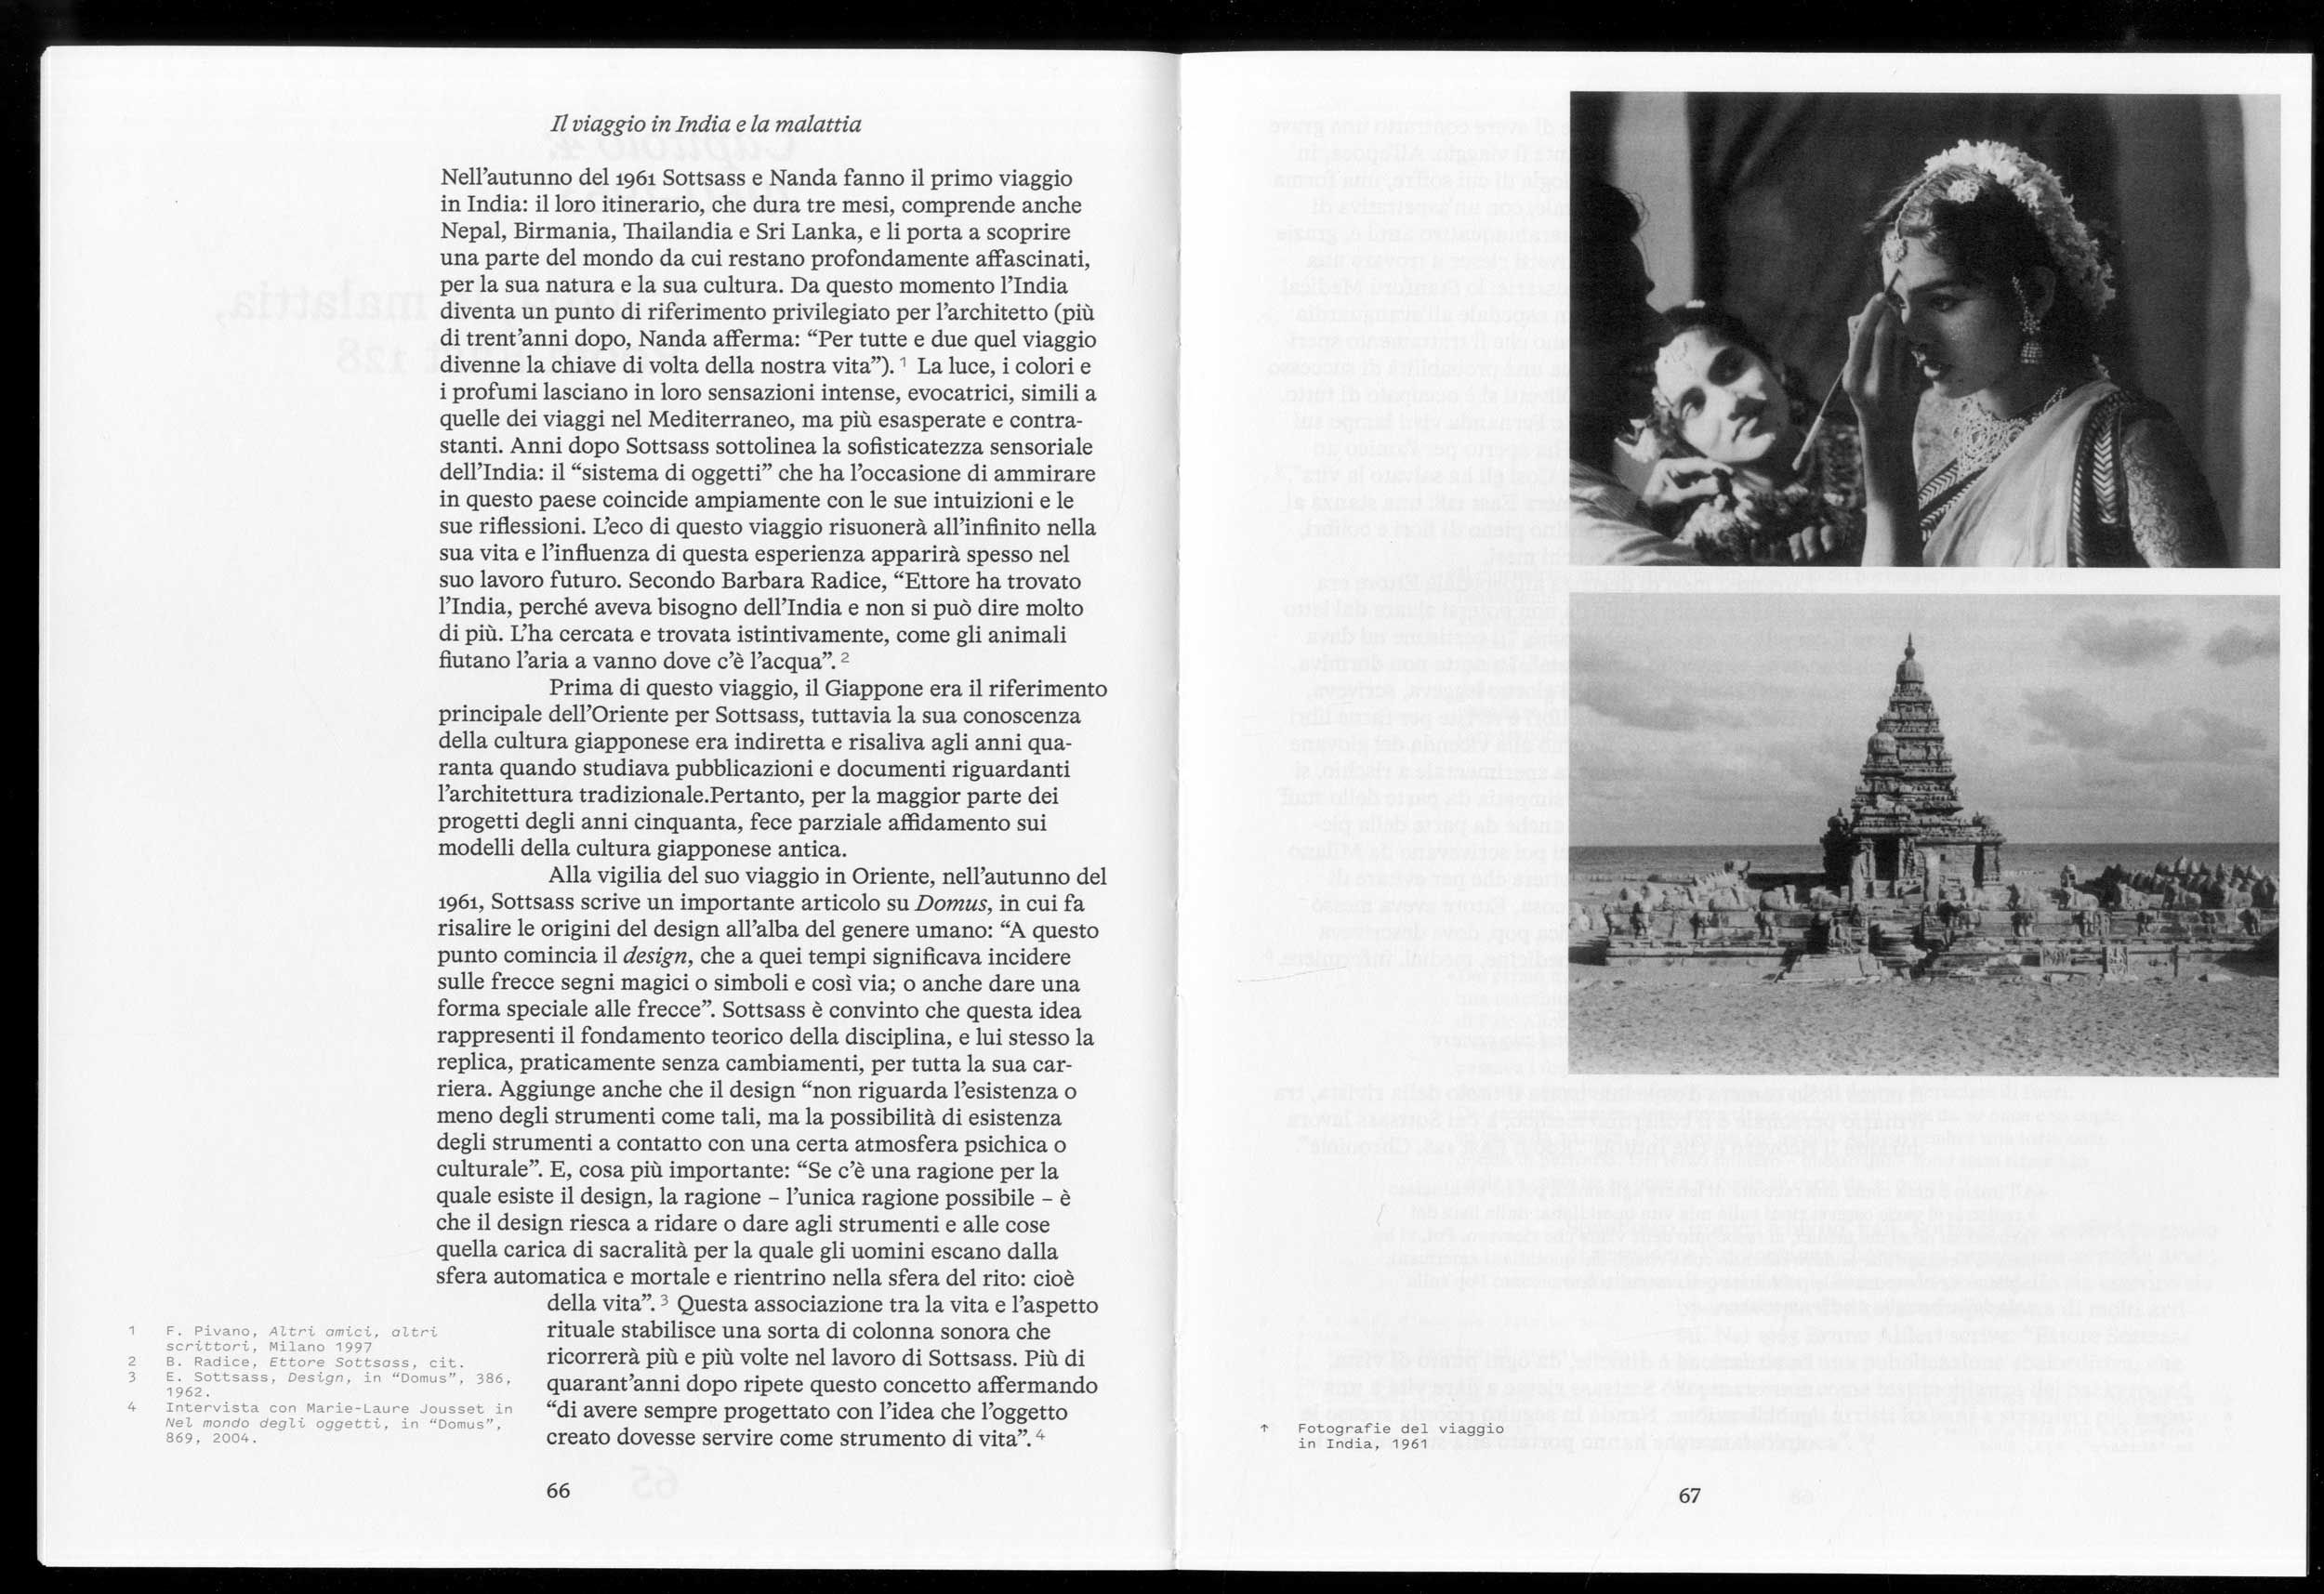 Il viaggio in India e la malattia
Nell’autunno del 1961 Sottsass e Nanda fanno il primo viaggio
in India: il loro itinerario, che dura tre mesi, comprende anche
Nepal, Birmania, Thailandia e Sri Lanka, e li porta a scoprire
una parte del mondo da cui restano profondamente affascinati,
per la sua natura e la sua cultura. Da questo momento l’India
diventa un punto di riferimento privilegiato per l’architetto (più
di trent’anni dopo, Nanda afferma: “Per tutte e due quel viaggio
divenne la chiave di volta della nostra vita”). 1 La luce, i colori e
i profumi lasciano in loro sensazioni intense, evocatrici, simili a
quelle dei viaggi nel Mediterraneo, ma più esasperate e contra-
stanti. Anni dopo Sottsass sottolinea la sofisticatezza sensoriale
dell’India: il “sistema di oggetti” che ha l’occasione di ammirare
in questo paese coincide ampiamente con le sue intuizioni e le
sue riflessioni. L’eco di questo viaggio risuonerà all’infinito nella
sua vita e l’influenza di questa esperienza apparirà spesso nel
suo lavoro futuro. Secondo Barbara Radice, “Ettore ha trovato
l’India, perché aveva bisogno dell’India e non si può dire molto
di più. L’ha cercata e trovata istintivamente, come gli animali
fiutano l’aria a vanno dove c’è l’acqua”. 2
Prima di questo viaggio, il Giappone era il riferimento
principale dell’Oriente per Sottsass, tuttavia la sua conoscenza
della cultura giapponese era indiretta e risaliva agli anni qua-
ranta quando studiava pubblicazioni e documenti riguardanti
l’architettura tradizionale.Pertanto, per la maggior parte dei
progetti degli anni cinquanta, fece parziale affidamento sui
modelli della cultura giapponese antica.
Alla vigilia del suo viaggio in Oriente, nell’autunno del
1961, Sottsass scrive un importante articolo su Domus, in cui fa
risalire le origini del design all’alba del genere umano: “A questo
punto comincia il design, che a quei tempi significava incidere
sulle frecce segni magici o simboli e così via; o anche dare una
forma speciale alle frecce”. Sottsass è convinto che questa idea
rappresenti il fondamento teorico della disciplina, e lui stesso la
replica, praticamente senza cambiamenti, per tutta la sua car-
riera. Aggiunge anche che il design “non riguarda l’esistenza o
meno degli strumenti come tali, ma la possibilità di esistenza
degli strumenti a contatto con una certa atmosfera psichica o
culturale”. E, cosa più importante: “Se c’è una ragione per la
quale esiste il design, la ragione – l’unica ragione possibile – è
che il design riesca a ridare o dare agli strumenti e alle cose
quella carica di sacralità per la quale gli uomini escano dalla
sfera automatica e mortale e rientrino nella sfera del rito: cioè
della vita”. 3 Questa associazione tra la vita e l’aspetto
rituale stabilisce una sorta di colonna sonora che
ricorrerà più e più volte nel lavoro di Sottsass. Più di
quarant’anni dopo ripete questo concetto affermando
“di avere sempre progettato con l’idea che l’oggetto
creato dovesse servire come strumento di vita”. 4
1 F. Pivano, Altri amici, altri
scrittori, Milano 1997
2 B. Radice, Ettore Sottsass, cit.
3 E. Sottsass, Design, in “Domus”, 386,
1962.
4 Intervista con Marie-Laure Jousset in
Nel mondo degli oggetti, in “Domus”,
869, 2004.
66
↑ Fotografie del viaggio
in India, 1961
67